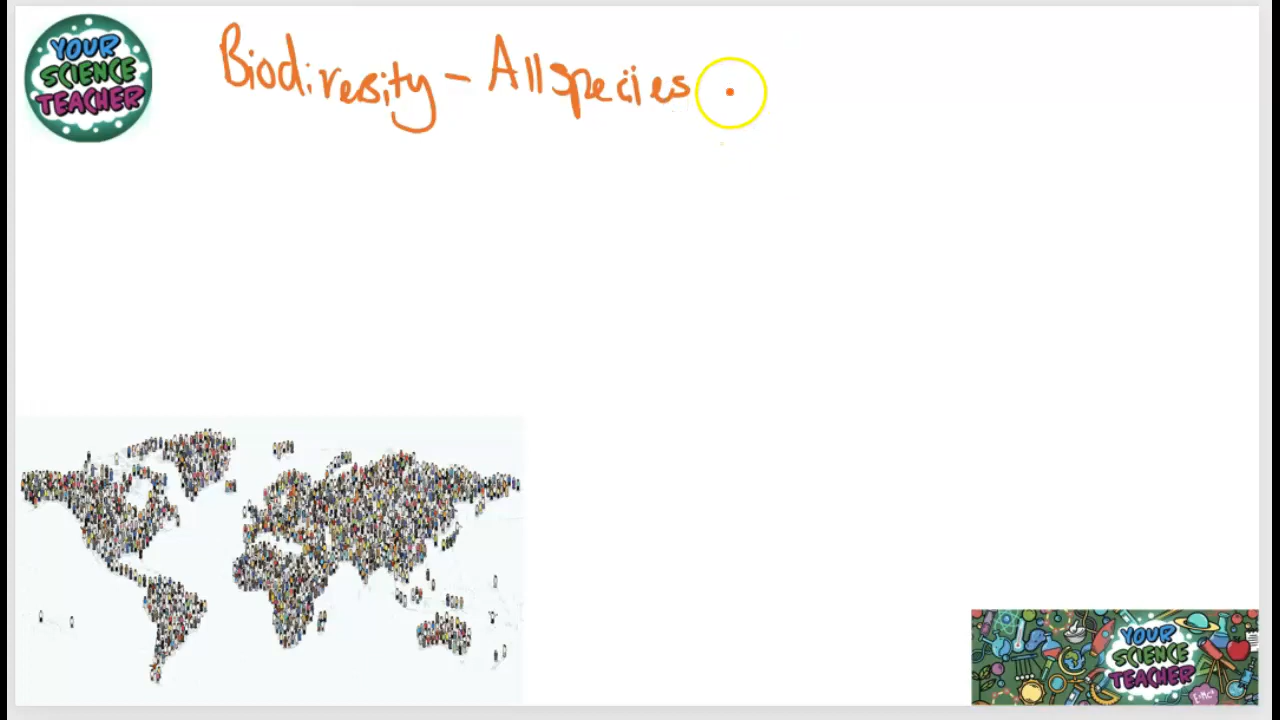 YOUR
SCIENCE
TEACHER
Biodiversity - All species
YOUR
SCIENCE
TEACHER